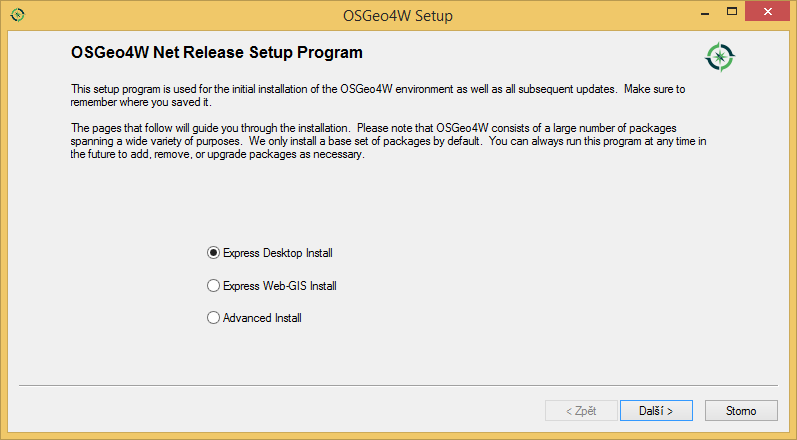 OSGeo4W Setup
OSGeo4W Net Release Setup Program
This setup program is used for the initial installation of the OSGeo4W environment as well as all subsequent updates.  Make sure to
remember where you saved it.
The pages that follow will guide you through the installation.  Please note that OSGeo4W consists of a large number of packages
spanning a wide variety of purposes.  We only install a base set of packages by default.  You can always run this program at any time in
the future to add, remove, or upgrade packages as necessary.
Express Desktop Install
Express Web-GIS Install
Advanced Install
< Zpět
Další >
Storno